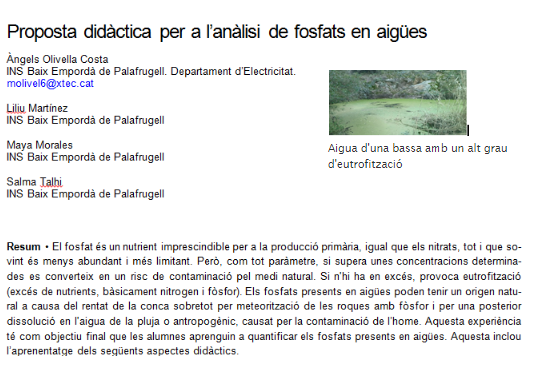 Proposta didàctica per a l'anàlisi de fosfats en aigües
Àngels Olivella Costa
INS Baix Empordà de Palafrugell. Departament d'Electricitat.
molivel6@xtec.cat
Liliu Martínez
INS Baix Empordà de Palafrugell
Maya Morales
INS Baix Empordà de Palafrugell
Salma Talhi
INS Baix Empordà de Palafrugell
Aigua d'una bassa amb un alt grau
d'eutrofització
Resum • El fosfat és un nutrient imprescindible per a la producció primària, igual que els nitrats, tot i que so-
vint és menys abundant i més limitant. Però, com tot paràmetre, si supera unes concentracions determina-
des es converteix en un risc de contaminació pel medi natural. Si n'hi ha en excés, provoca eutrofització
(excés de nutrients, bàsicament nitrogen i fòsfor). Els fosfats presents en aigües poden tenir un origen natu-
ral a causa del rentat de la conca sobretot per meteorització de les roques amb fòsfor i per una posterior
dissolució en l'aigua de la pluja o antropogènic, causat per la contaminació de l'home. Aquesta experiència
té com objectiu final que les alumnes aprenguin a quantificar els fosfats presents en aigües. Aquesta inclou
l'aprenentatge dels següents aspectes didàctics.